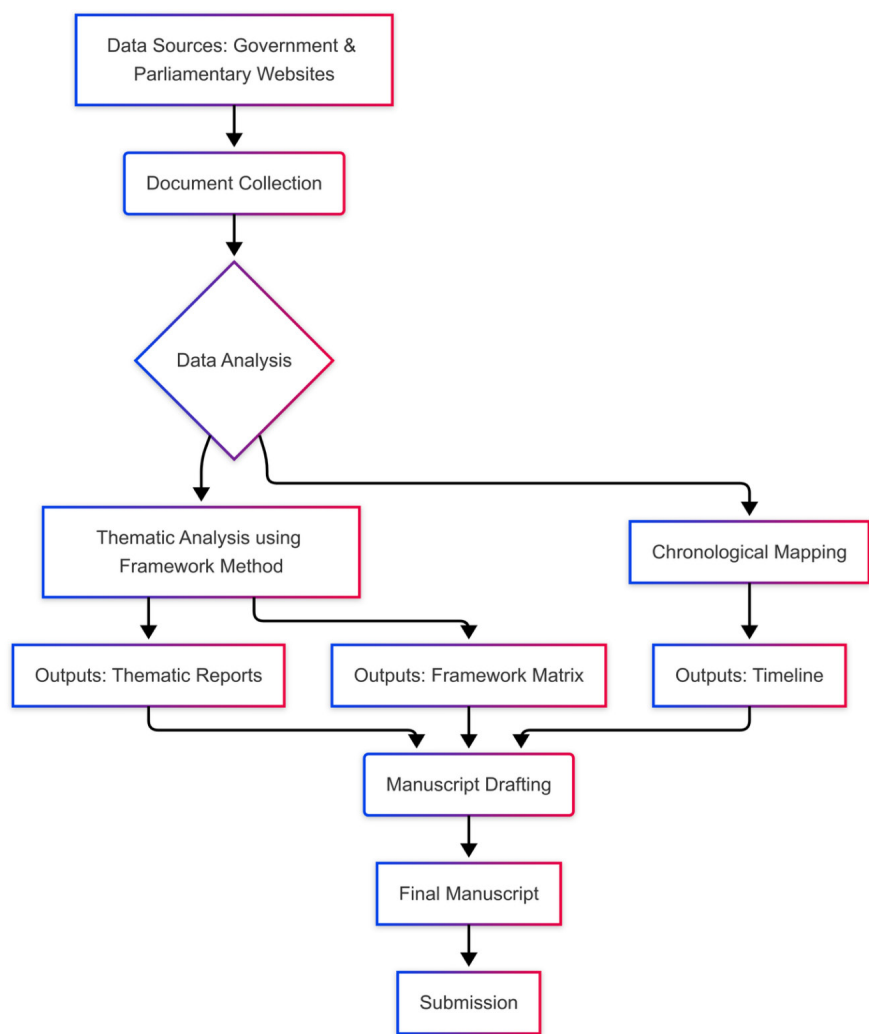 Data Sources: Government &
Parliamentary Websites
Document Collection
Data Analysis
Thematic Analysis using
Framework Method
Chronological Mapping
Outputs: Thematic Reports
Outputs: Framework Matrix
Outputs: Timeline
Manuscript Drafting
Final Manuscript
Submission